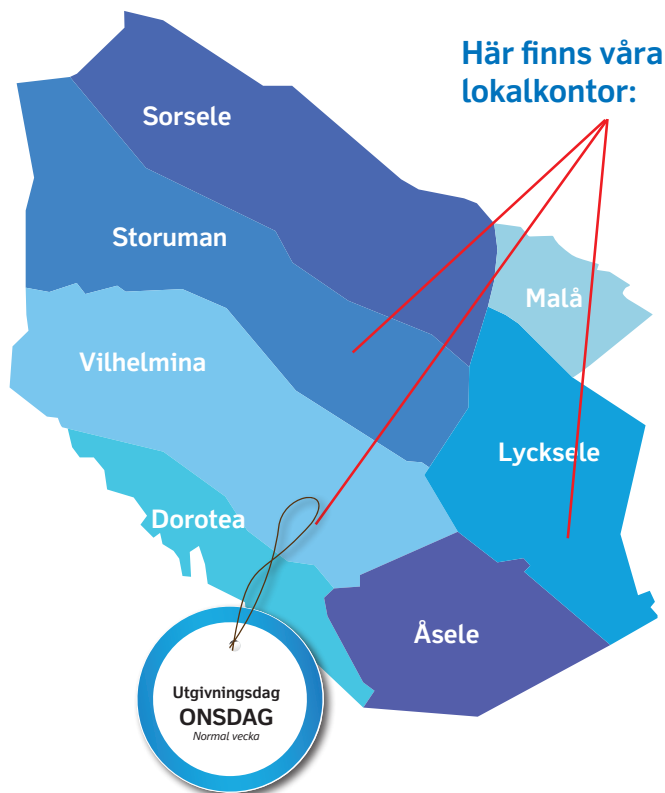 Här finns våra
lokalkontor:
Sorsele
Storuman
Malå
Vilhelmina
Lycksele
Dorotea
Åsele
Utgivningsdag
ONSDAG
Normal vecka